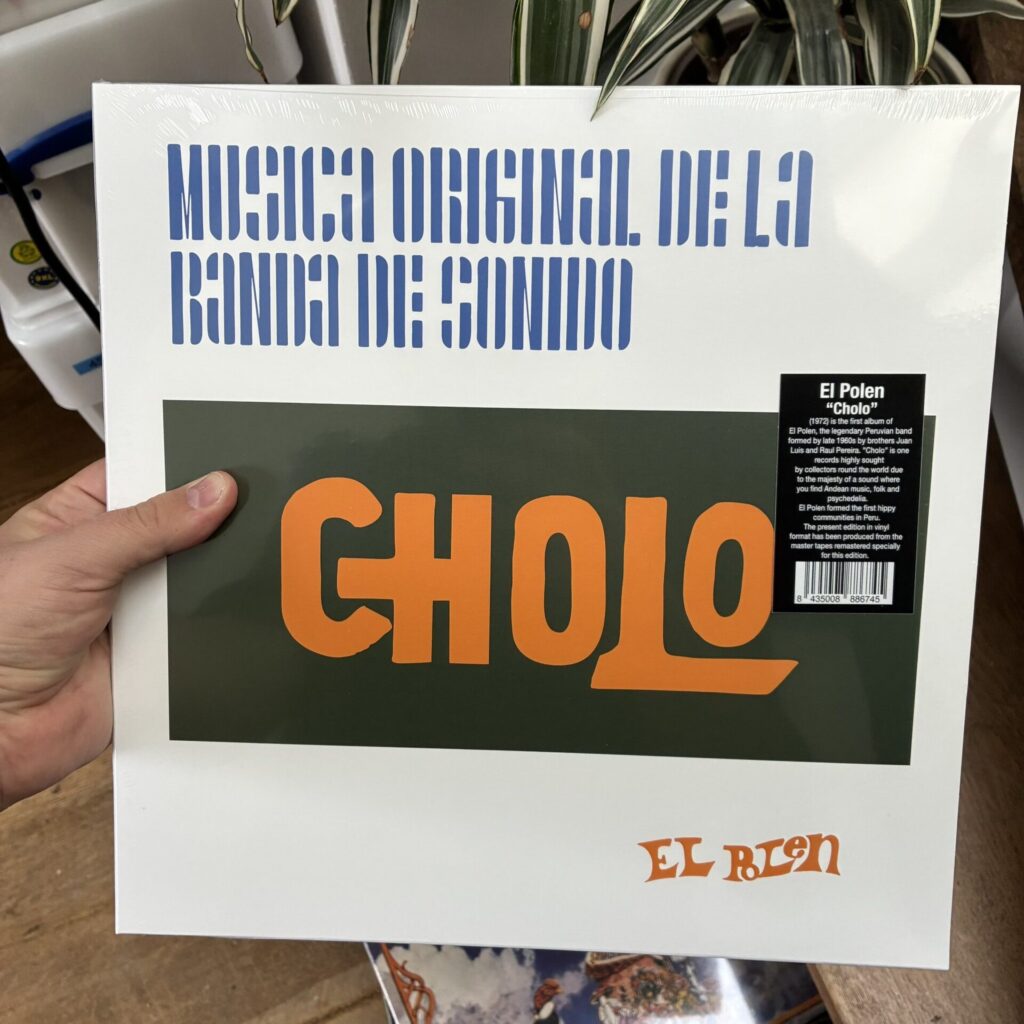 MUSICA ORIGINAL DE LA
BANDA DE SONIDO
CHOLO
El Polen
"Cholo"
(1972) is the first album of
El Polen, the legendary Peruvian band
formed by late 1960s by brothers Juan
Luis and Raul Pereira. "Cholo" is one
records highly sought
by collectors round the world due
to the majesty of a sound where
you find Andean music, folk and
psychedelia.
El Polen formed the first hippy
communities in Peru.
The present edition in vinyl
format has been produced from the
master tapes remastered specially
for this edition.
8 435008 886745
EL POLEN